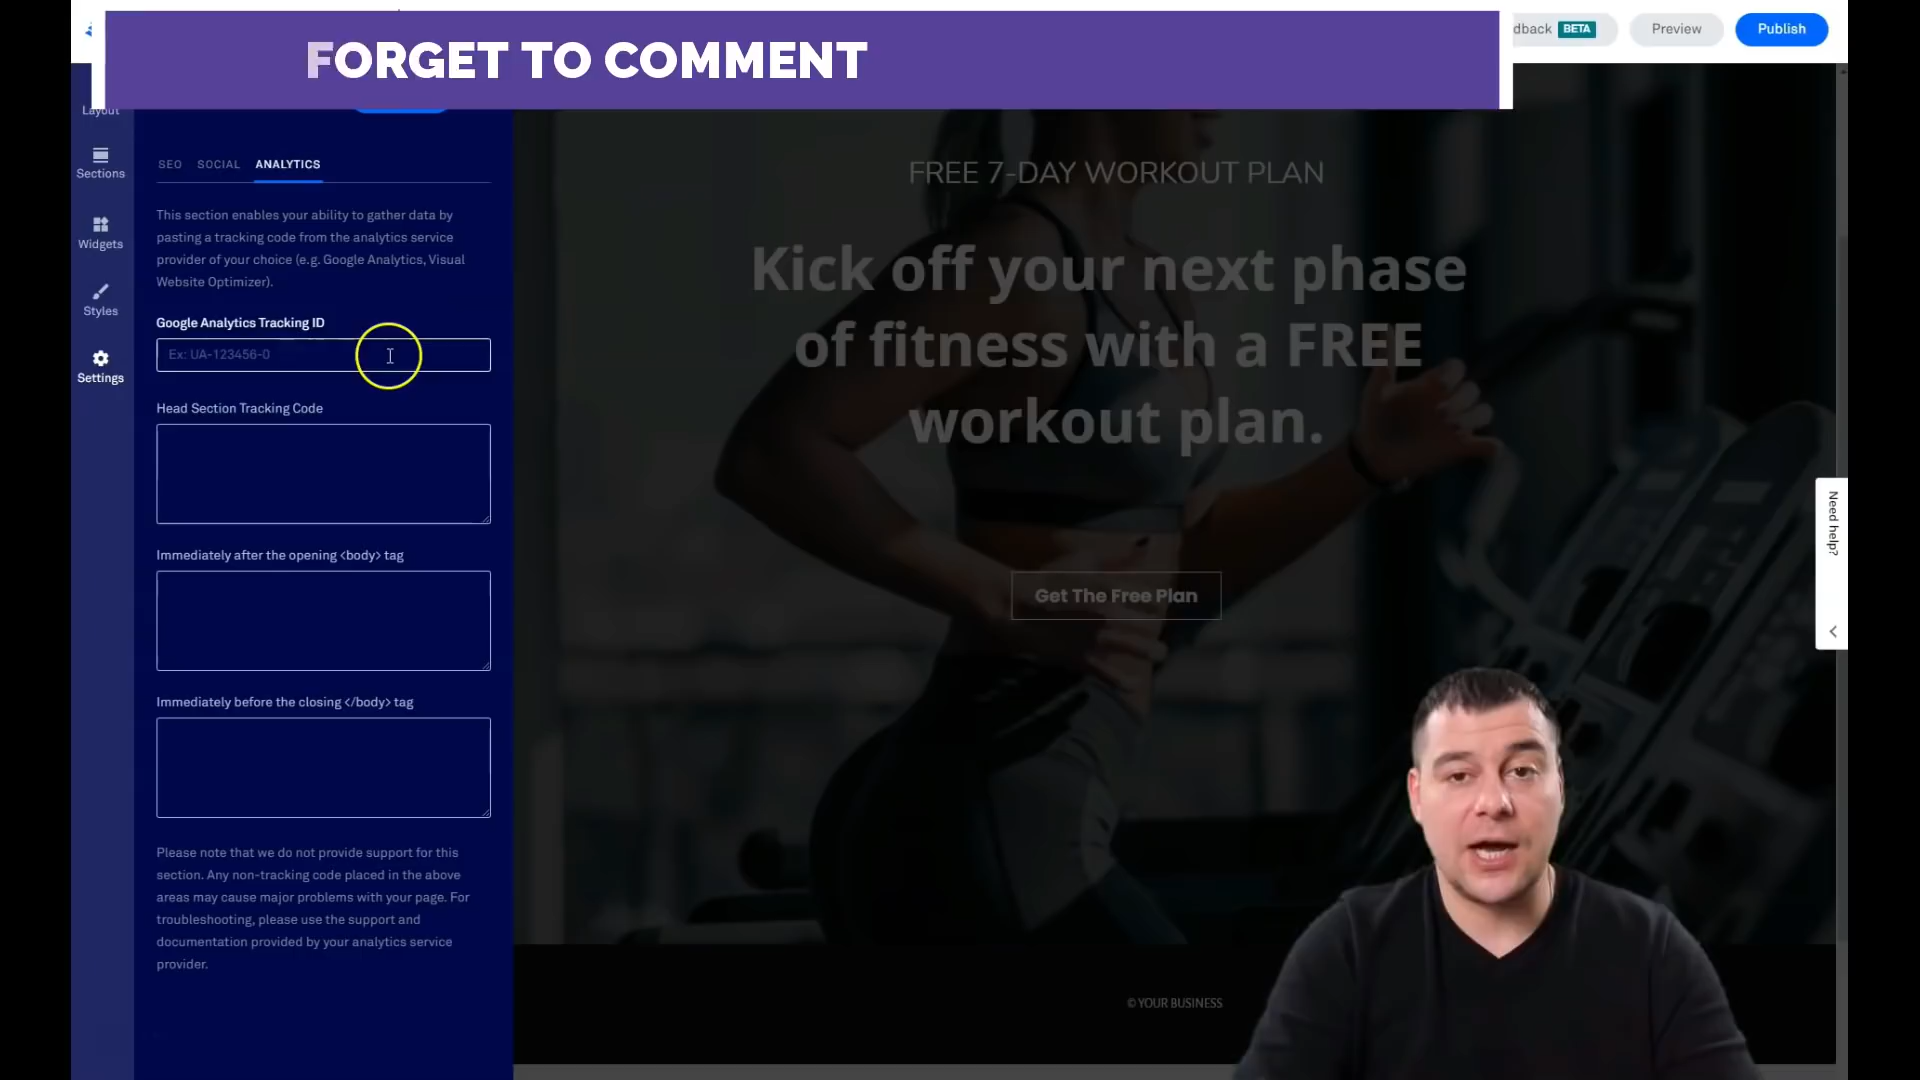 FORGET TO COMMENT
dback BETA
Preview
Publish
Layout
Sections
Widgets
Styles
Settings
SEO SOCIAL ANALYTICS
This section enables your ability to gather data by
pasting a tracking code from the analytics service
provider of your choice (e.g. Google Analytics, Visual
Website Optimizer).
Google Analytics Tracking ID
Ex: UA-123456-0
Head Section Tracking Code
Immediately after the opening <body> tag
Immediately before the closing </body> tag
Please note that we do not provide support for this
section. Any non-tracking code placed in the above
areas may cause major problems with your page. For
troubleshooting, please use the support and
documentation provided by your analytics service
provider.
FREE 7-DAY WORKOUT PLAN
Kick off your next phase
of fitness with a FREE
workout plan.
Get The Free Plan
© YOUR BUSINESS
Need help?